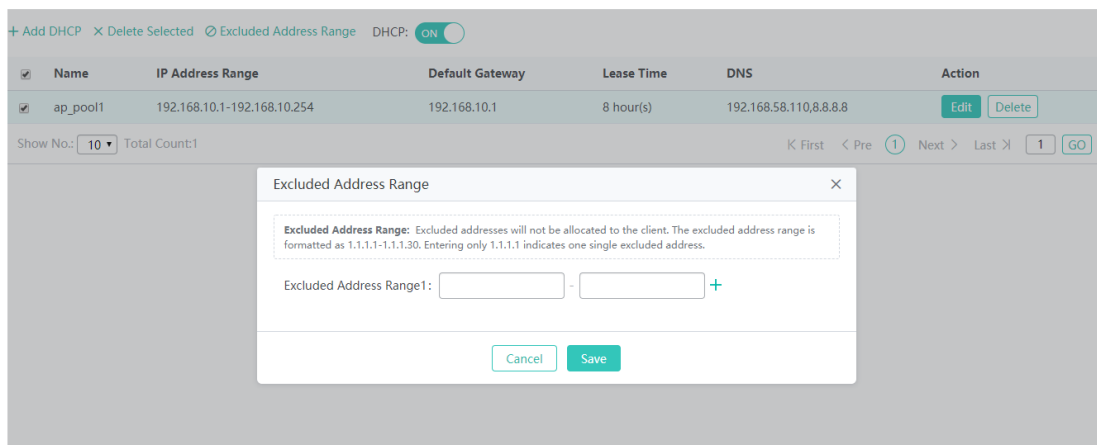 + Add DHCP × Delete Selected Excluded Address Range DHCP: ON
Name IP Address Range Default Gateway Lease Time DNS Action
ap_pool1 192.168.10.1-192.168.10.254 192.168.10.1 8 hour(s) 192.168.58.110,8.8.8.8 Edit Delete
Show No.: 10 Total Count:1 First < Pre 1 Next > Last 1 GO
Excluded Address Range ×
Excluded Address Range: Excluded addresses will not be allocated to the client. The excluded address range is
formatted as 1.1.1.1-1.1.1.30. Entering only 1.1.1.1 indicates one single excluded address.
Excluded Address Range1: - +
Cancel Save